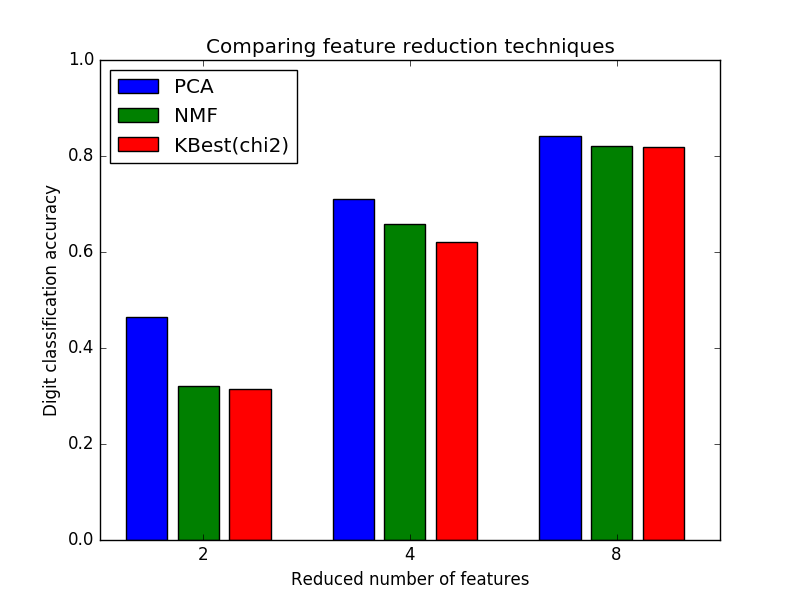 Comparing feature reduction techniques
PCA
NMF
KBest(chi2)
1.0
0.8
0.6
0.4
0.2
0.0
Digit classification accuracy
2 4 8
Reduced number of features